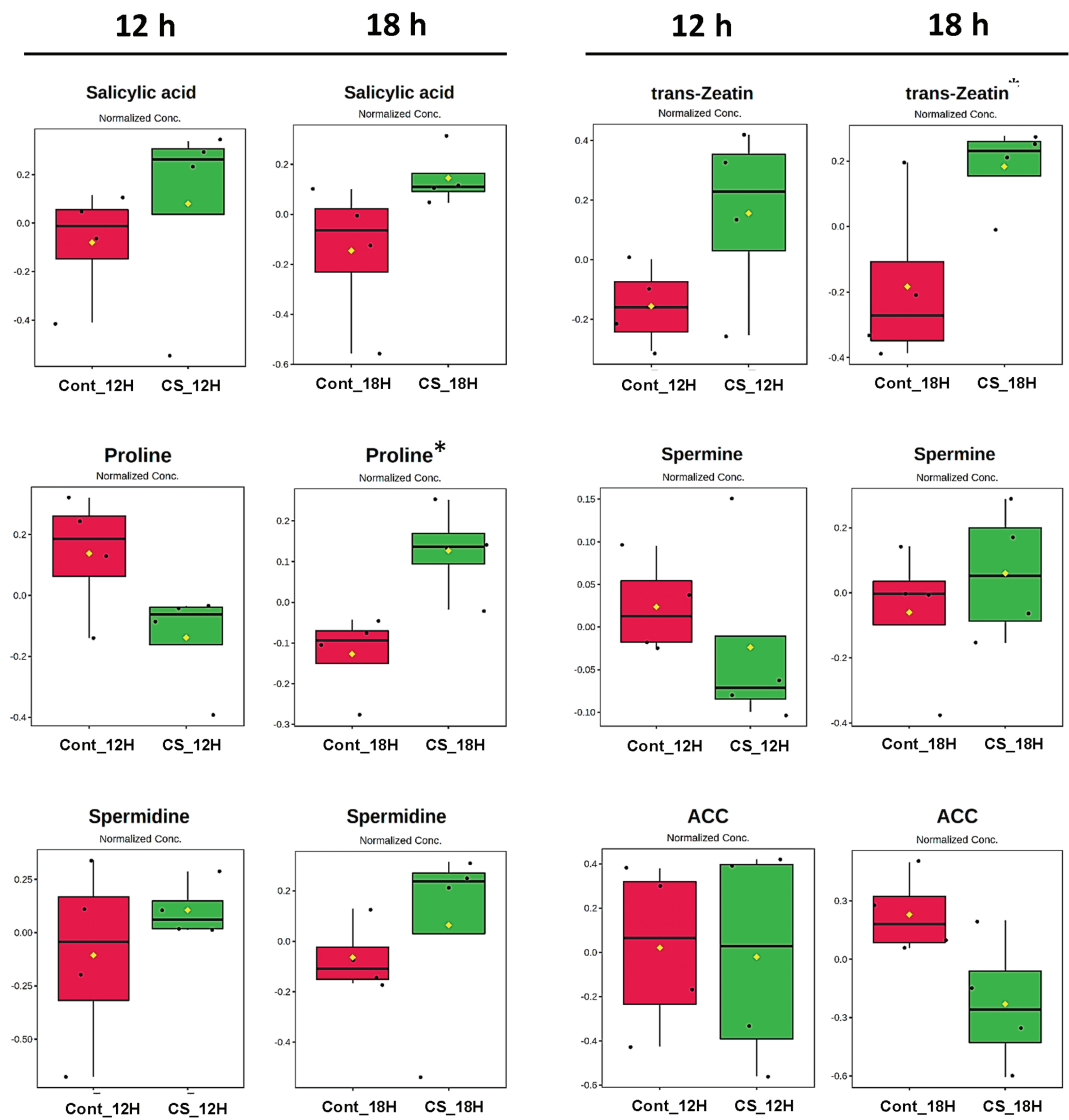 12 h 18 h 12 h 18 h
Salicylic acid
Normalized Conc.
0.2
0.0
-0.2
-0.4
Cont_12H CS_12H
Salicylic acid
Normalized Conc.
0.2
0.0
-0.2
-0.4
-0.6
Cont_18H CS_18H
trans-Zeatin
Normalized Conc.
0.4
0.2
0.0
-0.2
Cont_12H CS_12H
trans-Zeatin*
Normalized Conc.
0.2
0.0
-0.2
-0.4
Cont_18H CS_18H
Proline
Normalized Conc.
0.2
0.0
-0.2
-0.4
Cont_12H CS_12H
Proline*
Normalized Conc.
0.2
0.1
0.0
-0.1
-0.2
-0.3
Cont_18H CS_18H
Spermine
Normalized Conc.
0.15
0.10
0.05
0.00
-0.05
-0.10
Cont_12H CS_12H
Spermine
Normalized Conc.
0.2
0.0
-0.2
-0.4
Cont_18H CS_18H
Spermidine
Normalized Conc.
0.25
0.00
-0.25
-0.50
Cont_12H CS_12H
Spermidine
Normalized Conc.
0.2
0.0
-0.2
-0.4
Cont_18H CS_18H
ACC
Normalized Conc.
0.4
0.2
0.0
-0.2
-0.4
-0.6
Cont_12H CS_12H
ACC
Normalized Conc.
0.3
0.0
-0.3
-0.6
Cont_18H CS_18H